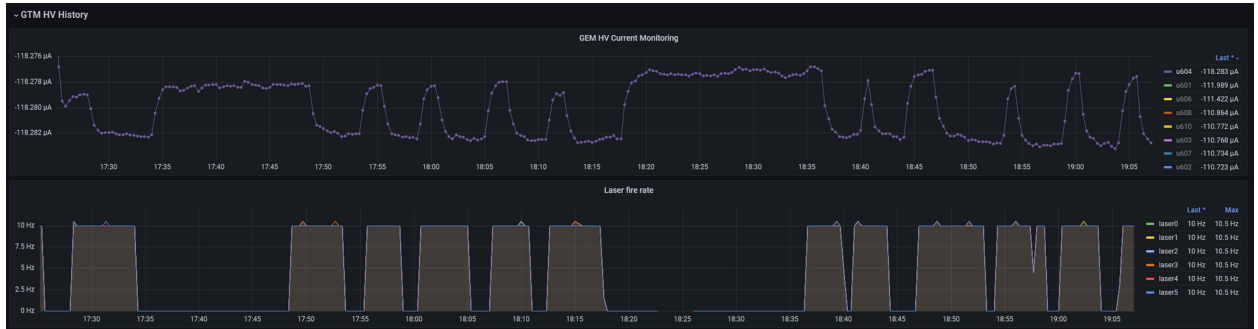 GTM HV History
GEM HV Current Monitoring
-118.276 µA
-118.278 µA
-118.280 µA
-118.282 µA
17:30 17:35 17:40 17:45 17:50 17:55 18:00 18:05 18:10 18:15 18:20 18:25 18:30 18:35 18:40 18:45 18:50 18:55 19:00 19:05
Last * -
u604 -118.283 µA
u601 -111.989 µA
u606 -111.422 µA
u608 -110.864 µA
u610 -110.772 µA
u603 -110.768 µA
u607 -110.734 µA
u602 -110.723 µA
Laser fire rate
10 Hz
7.5 Hz
5 Hz
2.5 Hz
0 Hz
17:30 17:35 17:40 17:45 17:50 17:55 18:00 18:05 18:10 18:15 18:20 18:25 18:30 18:35 18:40 18:45 18:50 18:55 19:00 19:05
Last * Max
laser0 10 Hz 10.5 Hz
laser1 10 Hz 10.5 Hz
laser2 10 Hz 10.5 Hz
laser3 10 Hz 10.5 Hz
laser4 10 Hz 10.5 Hz
laser5 10 Hz 10.5 Hz